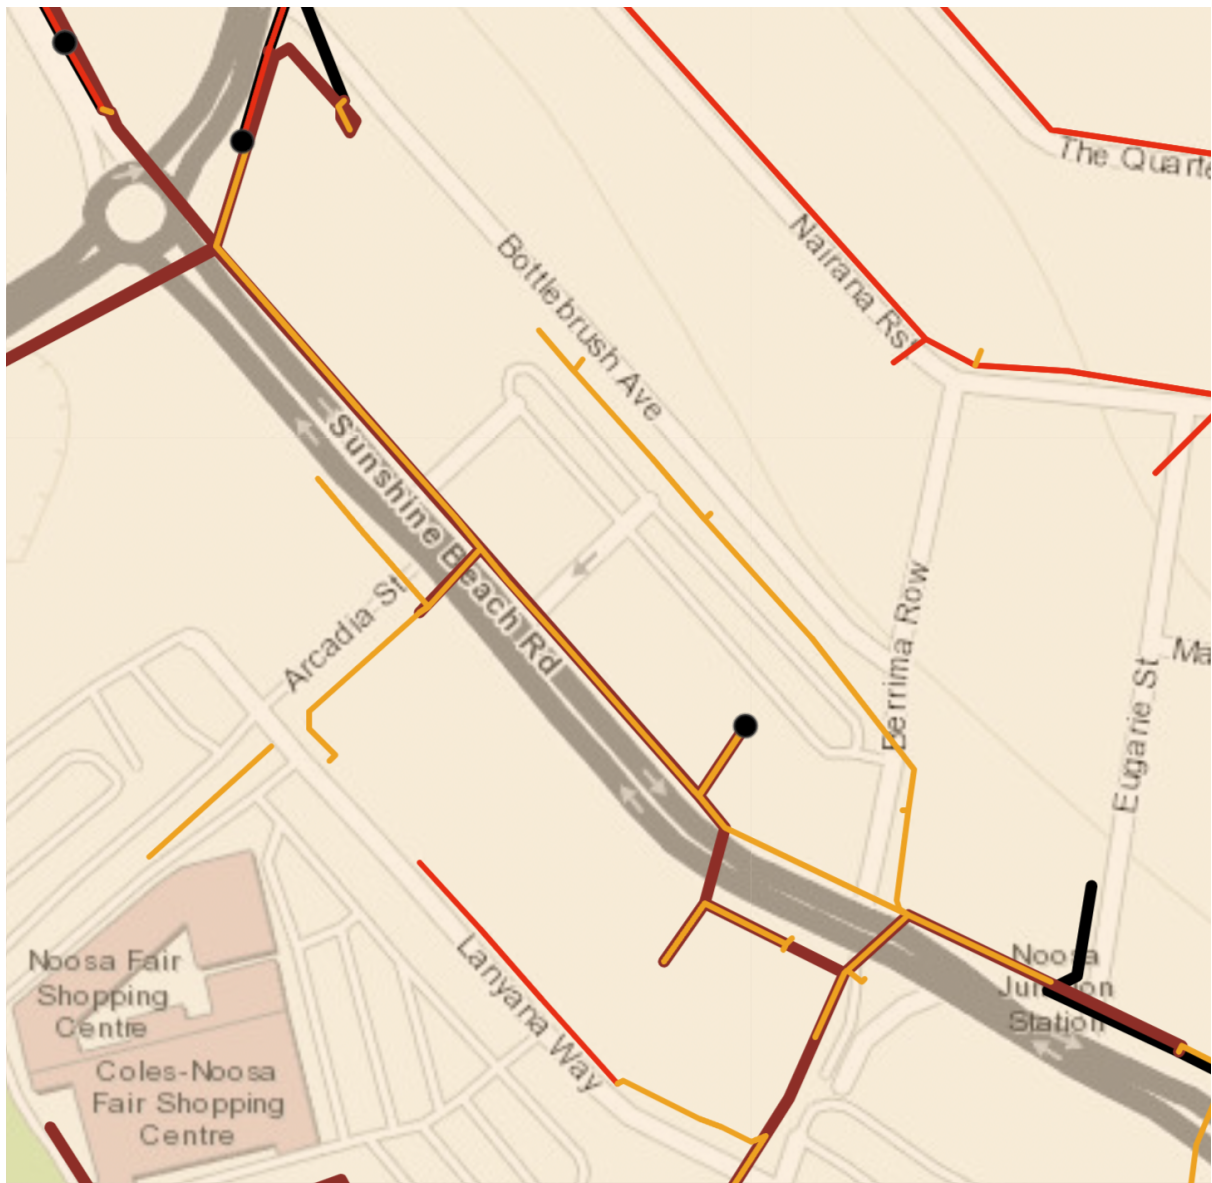 The Quarte
Nairana Rst
Bottlebrush Ave
Sunshine Beach Rd
Arcadia St
Berrima Row
Eugarie St
Ma
Noosa Fair
Shopping
Centre
Coles-Noosa
Fair Shopping
Centre
Lanyana Way
Noosa
Junction
Station